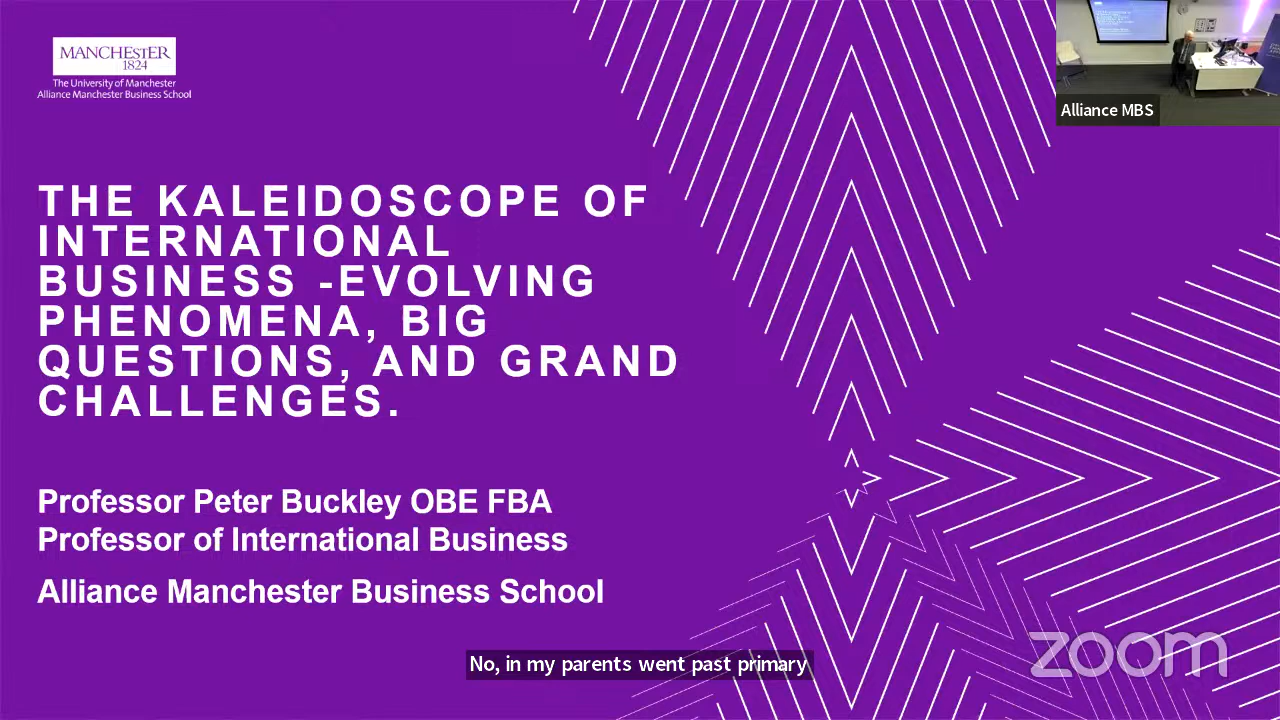 MANCHESTER
1824
The University of Manchester
Alliance Manchester Business School
Alliance MBS
THE KALEIDOSCOPE OF
INTERNATIONAL
BUSINESS -EVOLVING
PHENOMENA, BIG
QUESTIONS, AND GRAND
CHALLENGES.
Professor Peter Buckley OBE FBA
Professor of International Business
Alliance Manchester Business School
No, in my parents went past primary
zoom